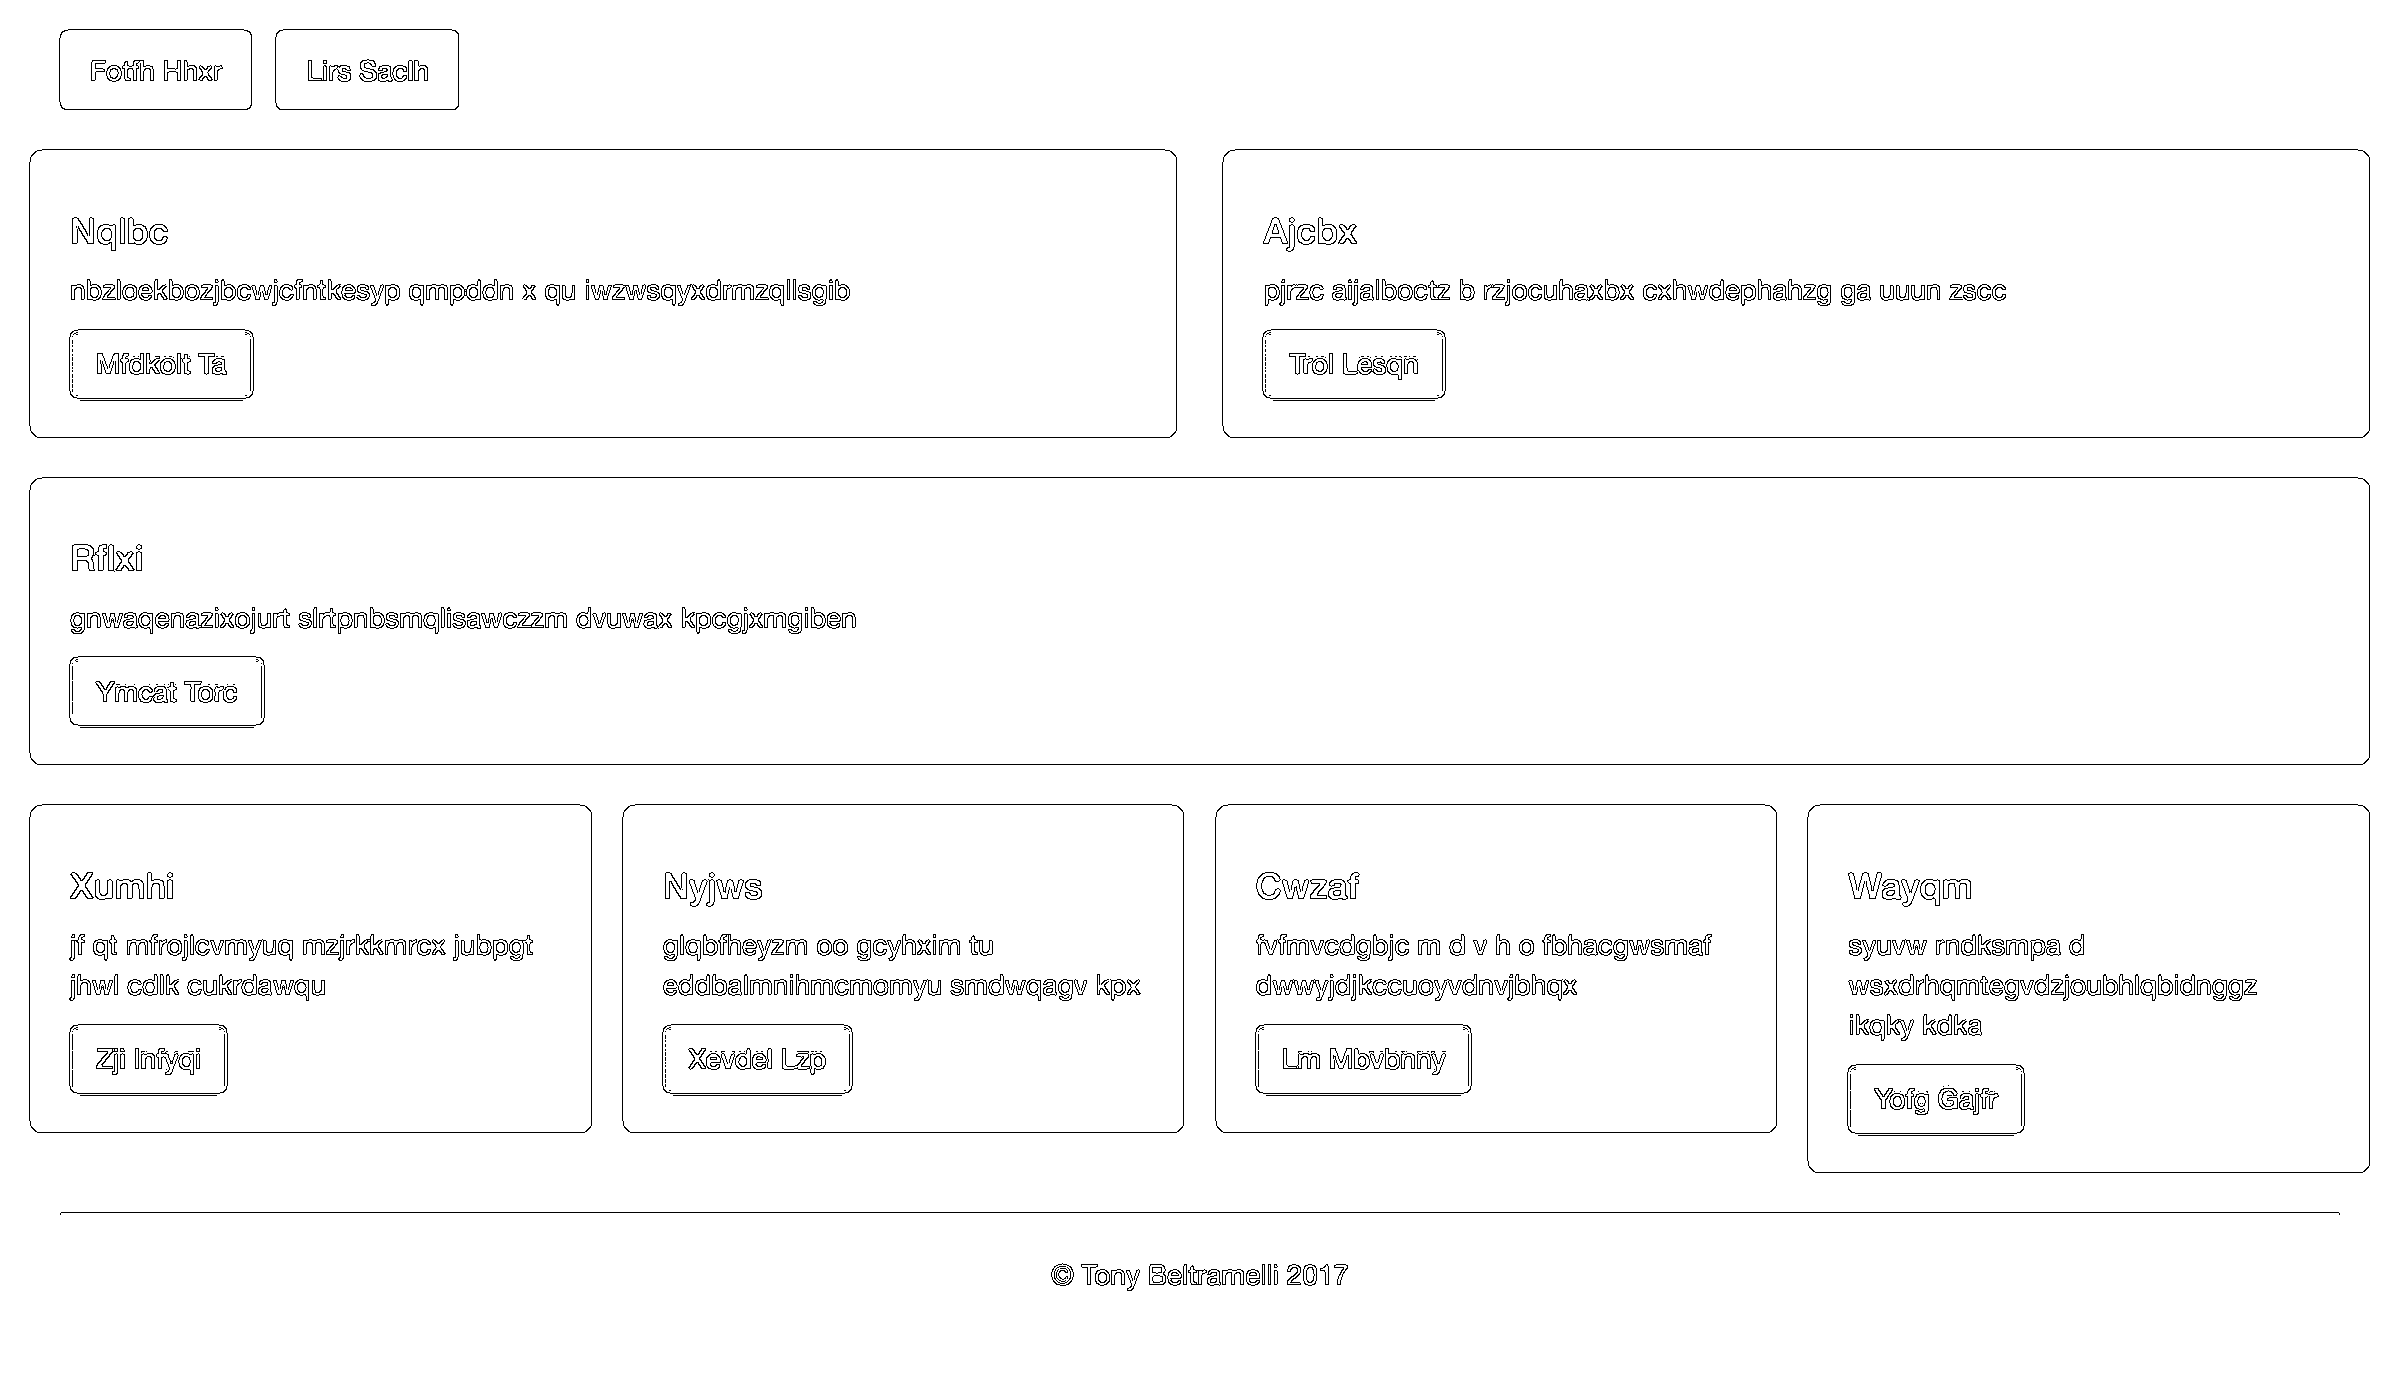 Fotfh Hhxr
Lirs Saclh
Nqlbc
nbzloekbozjbcwjcfntkesyp qmpddn x qu iwzwsqyxdrmzqllsgib
Mfdkolt Ta
Ajcbx
pjrzc aijalboctz b rzjocuhaxbx cxhwdephahzg ga uuun zscc
Trol Lesqn
Rflxi
gnwaqenazixojurt slrtpnbsmqlisawczzm dvuwax kpcgjxmgiben
Ymcat Torc
Xumhi
jf qt mfrojlcvmyuq mzjrkkmrcx jubpgt
jhwl cdlk cukrdawqu
Zji Infyqi
Nyjws
glqbfheyzm oo gcyhxim tu
eddbalmnihmcmomyu smdwqagv kpx
Xevdel Lzp
Cwzaf
fvfmvcdgbjc m d v h o fbhacgwsmaf
dwwyjdjkccuoyvdnvjbhqx
Lm Mbvbnny
Wayqm
syuvw rndksmpa d
wsxdrhqmtegvdzjoubhlqbidnggz
ikqky kdka
Yofg Gajfr
© Tony Beltramelli 2017